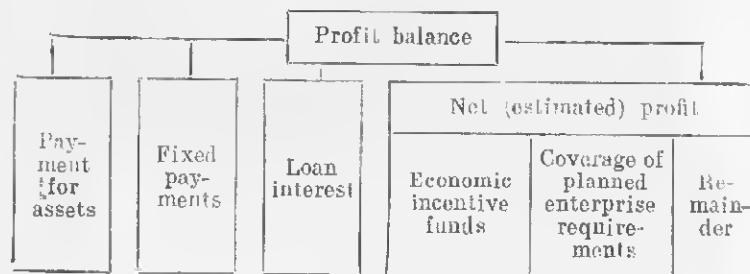 Profit balance
Pay-
ment
for
assets
Fixed
pay-
ments
Loan
interest
Net (estimated) profit
Economic
incentive
funds
Coverage of
planned
enterprise
require-
ments
Re-
main-
der